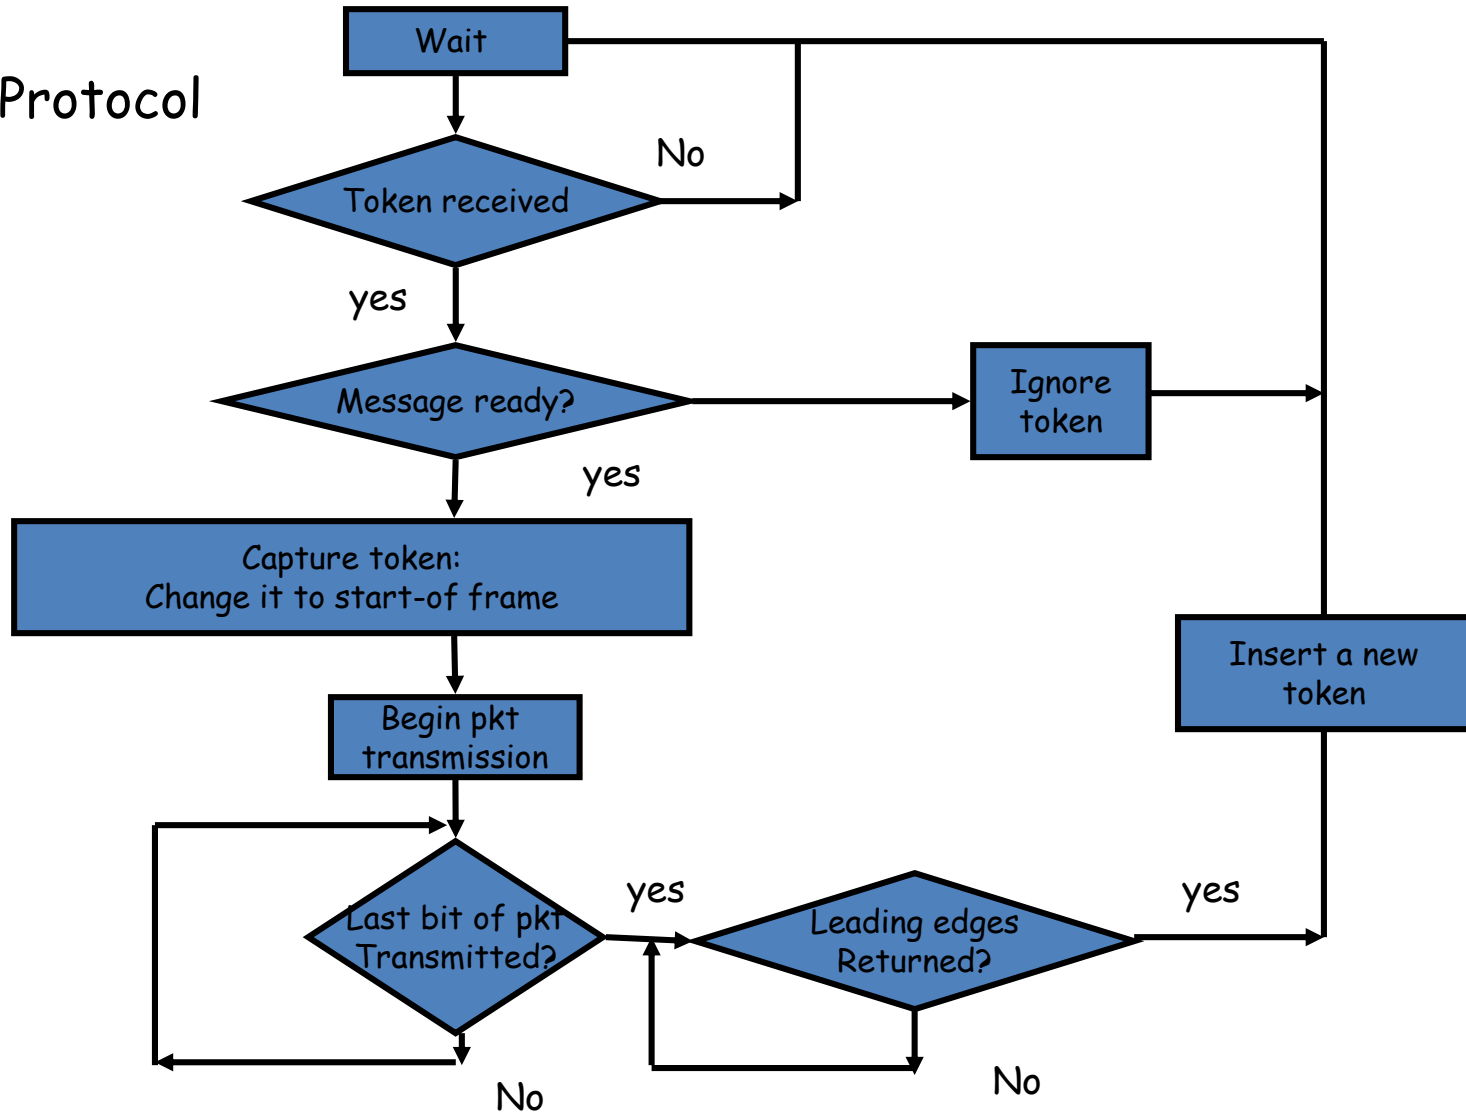 Wait
Protocol
No
Token received
yes
Message ready?
Ignore
token
yes
Capture token:
Change it to start-of frame
Insert a new
token
Begin pkt
transmission
yes
yes
Last bit of pkt
Transmitted?
Leading edges
Returned?
No
No